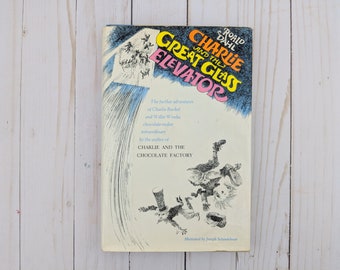 ROALD
DAHL
CHARLIE
AND THE
GREAT GLASS
ELEVATOR
The further adventures
of Charlie Bucket
and Willy Wonka,
chocolate-maker
extraordinary,
by the author of
CHARLIE AND THE
CHOCOLATE FACTORY
Illustrated by Joseph Schindelman